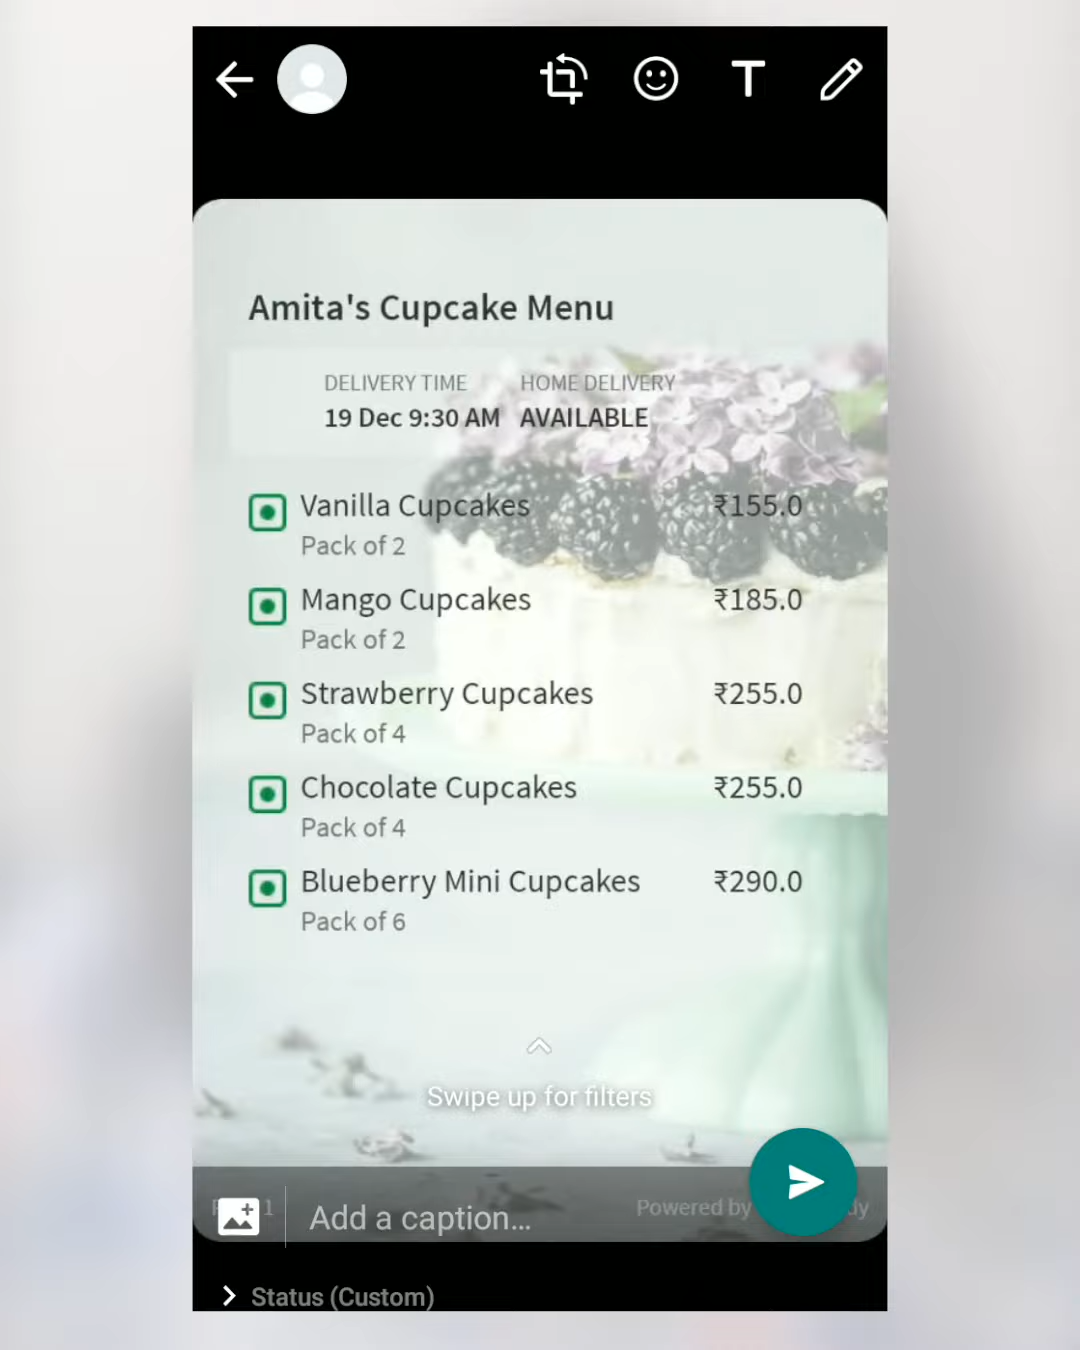 T
Amita's Cupcake Menu
DELIVERY TIME HOME DELIVERY
19 Dec 9:30 AM AVAILABLE
Vanilla Cupcakes ₹155.0
Pack of 2
Mango Cupcakes ₹185.0
Pack of 2
Strawberry Cupcakes ₹255.0
Pack of 4
Chocolate Cupcakes ₹255.0
Pack of 4
Blueberry Mini Cupcakes ₹290.0
Pack of 6
Swipe up for filters
Add a caption...
Powered by
Status (Custom)